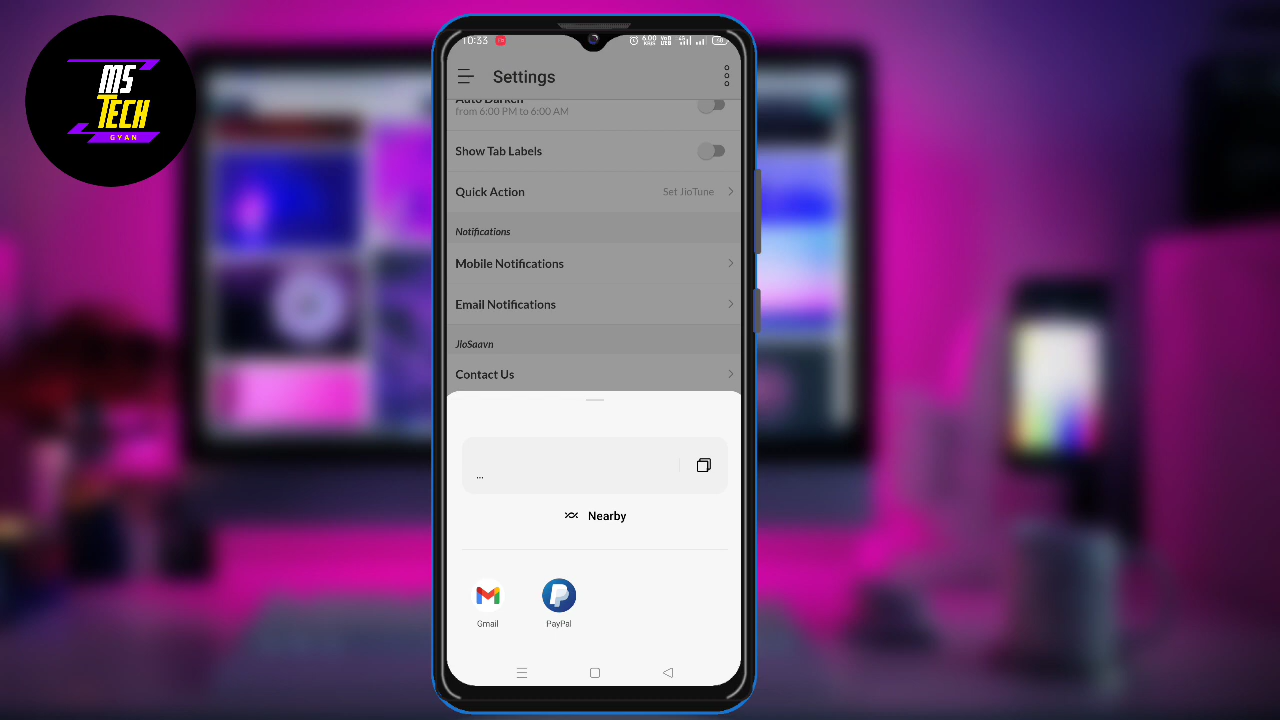 MS
TECH
GYAN
10:33
6.00
KB/S
Settings
Auto Darken
from 6:00 PM to 6:00 AM
Show Tab Labels
Quick Action
Set JioTune
Notifications
Mobile Notifications
Email Notifications
JioSaavn
Contact Us
...
Nearby
Gmail
PayPal